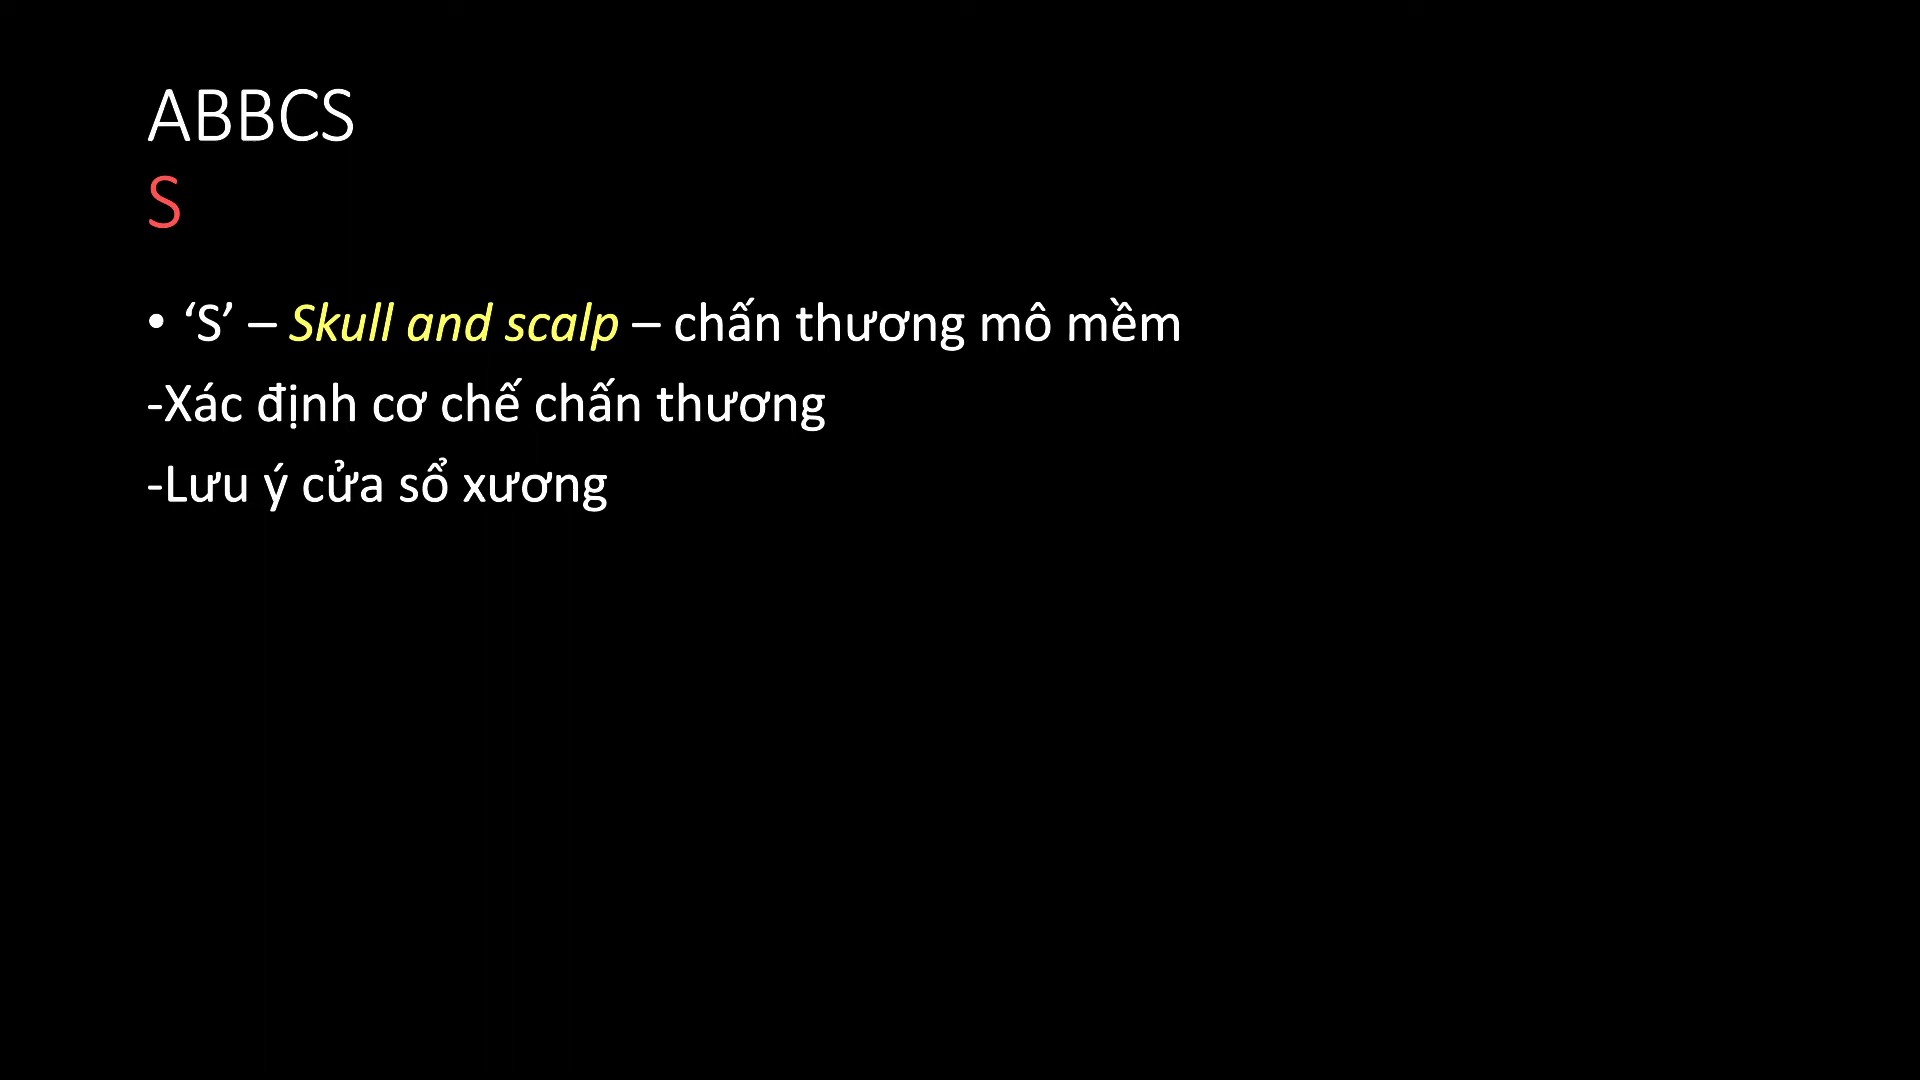 ABBCS
S
• ‘S’ – Skull and scalp – chấn thương mô mềm
-Xác định cơ chế chấn thương
-Lưu ý cửa sổ xương